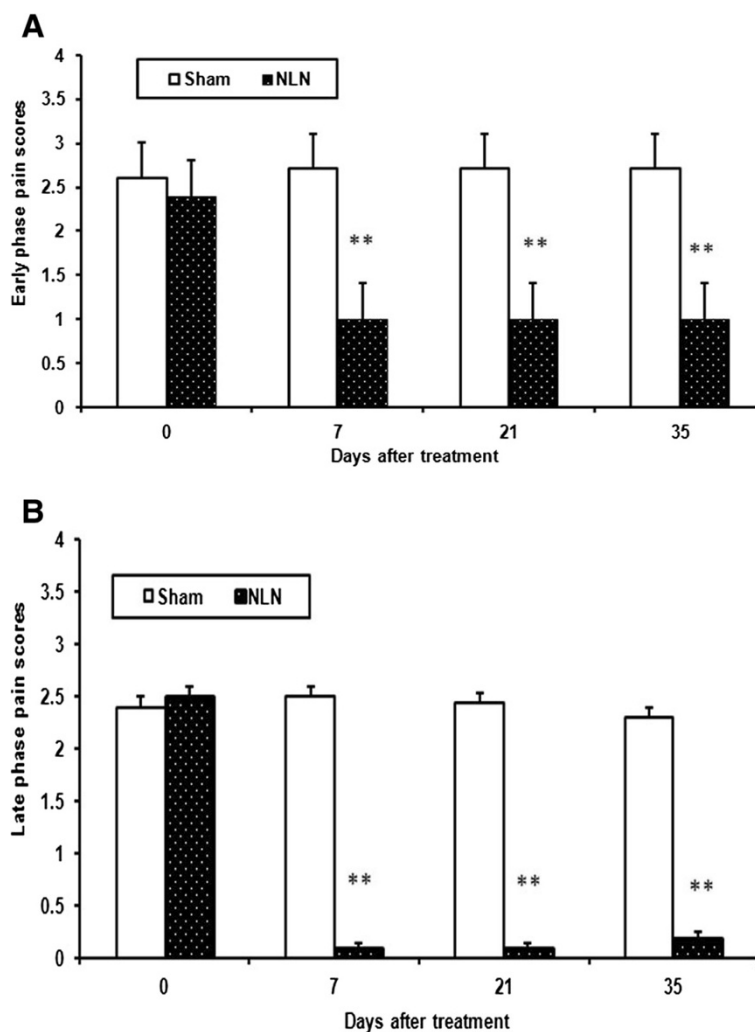 A
Sham NLN
Early phase pain scores
4
3.5
3
2.5
2
1.5
1
0.5
0
** ** **
0 7 21 35
Days after treatment
B
Sham NLN
Late phase pain scores
4
3.5
3
2.5
2
1.5
1
0.5
0
** ** **
0 7 21 35
Days after treatment